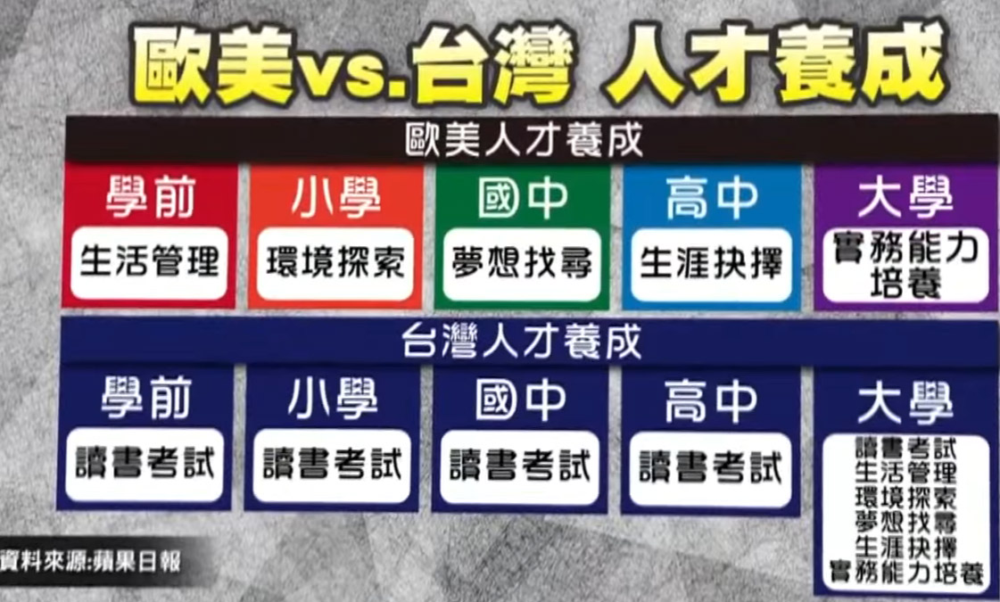 歐美vs.台灣 人才養成
歐美人才養成
學前
小學
國中
高中
大學
生活管理
環境探索
夢想找尋
生涯抉擇
實務能力
培養
台灣人才養成
學前
小學
國中
高中
大學
讀書考試
讀書考試
讀書考試
讀書考試
讀書考試
生活管理
環境探索
夢想找尋
生涯抉擇
實務能力培養
資料來源:蘋果日報